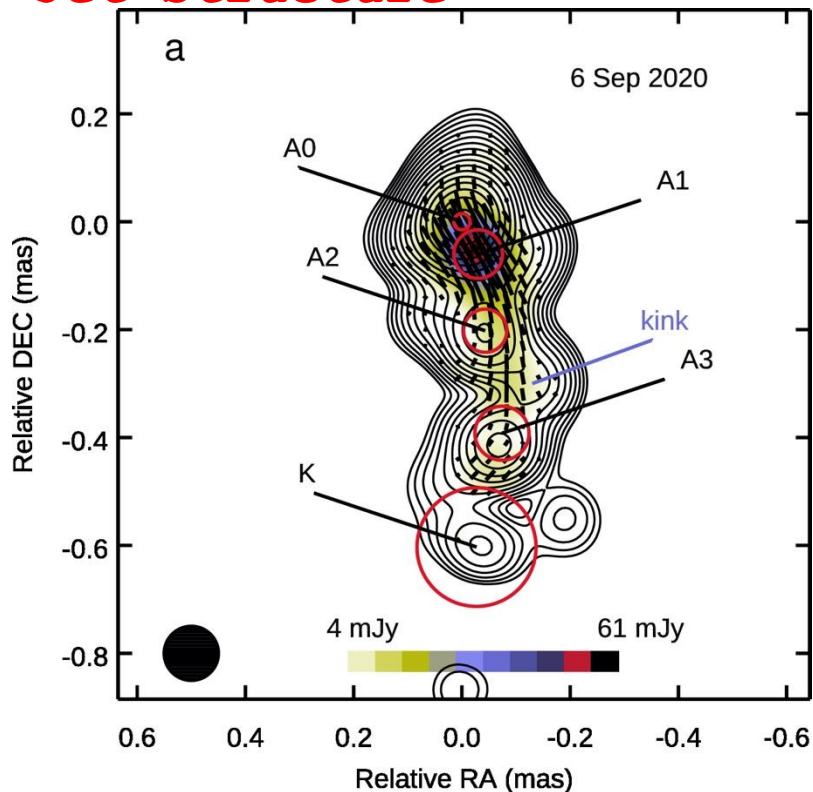 a
6 Sep 2020
A0
A1
A2
kink
A3
K
4 mJy
61 mJy
0.2
0.0
-0.2
-0.4
-0.6
-0.8
Relative DEC (mas)
0.6
0.4
0.2
0.0
-0.2
-0.4
-0.6
Relative RA (mas)